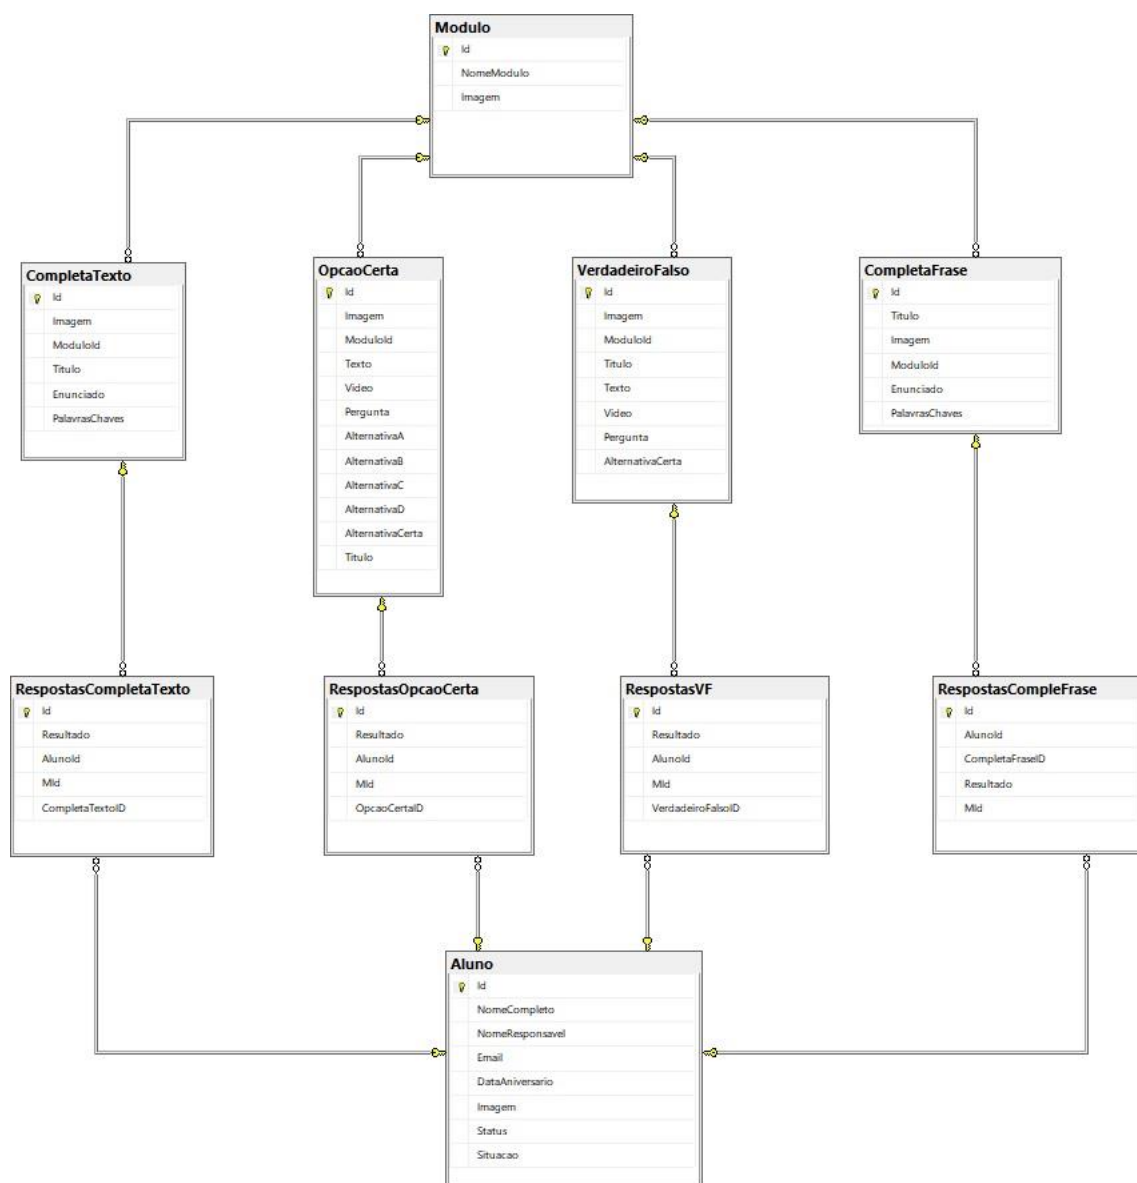 Modulo
Id
NomeModulo
Imagem
CompletaTexto
Id
Imagem
ModuloId
Titulo
Enunciado
PalavrasChaves
OpcaoCerta
Id
Imagem
ModuloId
Texto
Video
Pergunta
AlternativaA
AlternativaB
AlternativaC
AlternativaD
AlternativaCerta
Titulo
VerdadeiroFalso
Id
Imagem
ModuloId
Titulo
Texto
Video
Pergunta
AlternativaCerta
CompletaFrase
Id
Titulo
Imagem
ModuloId
Enunciado
PalavrasChaves
RespostasCompletaTexto
Id
Resultado
AlunoId
MId
CompletaTextoID
RespostasOpcaoCerta
Id
Resultado
AlunoId
MId
OpcaoCertaID
RespostasVF
Id
Resultado
AlunoId
MId
VerdadeiroFalsoID
RespostasCompleFrase
Id
AlunoId
CompletaFraseID
Resultado
MId
Aluno
Id
NomeCompleto
NomeResponsavel
Email
DataAniversario
Imagem
Status
Situacao